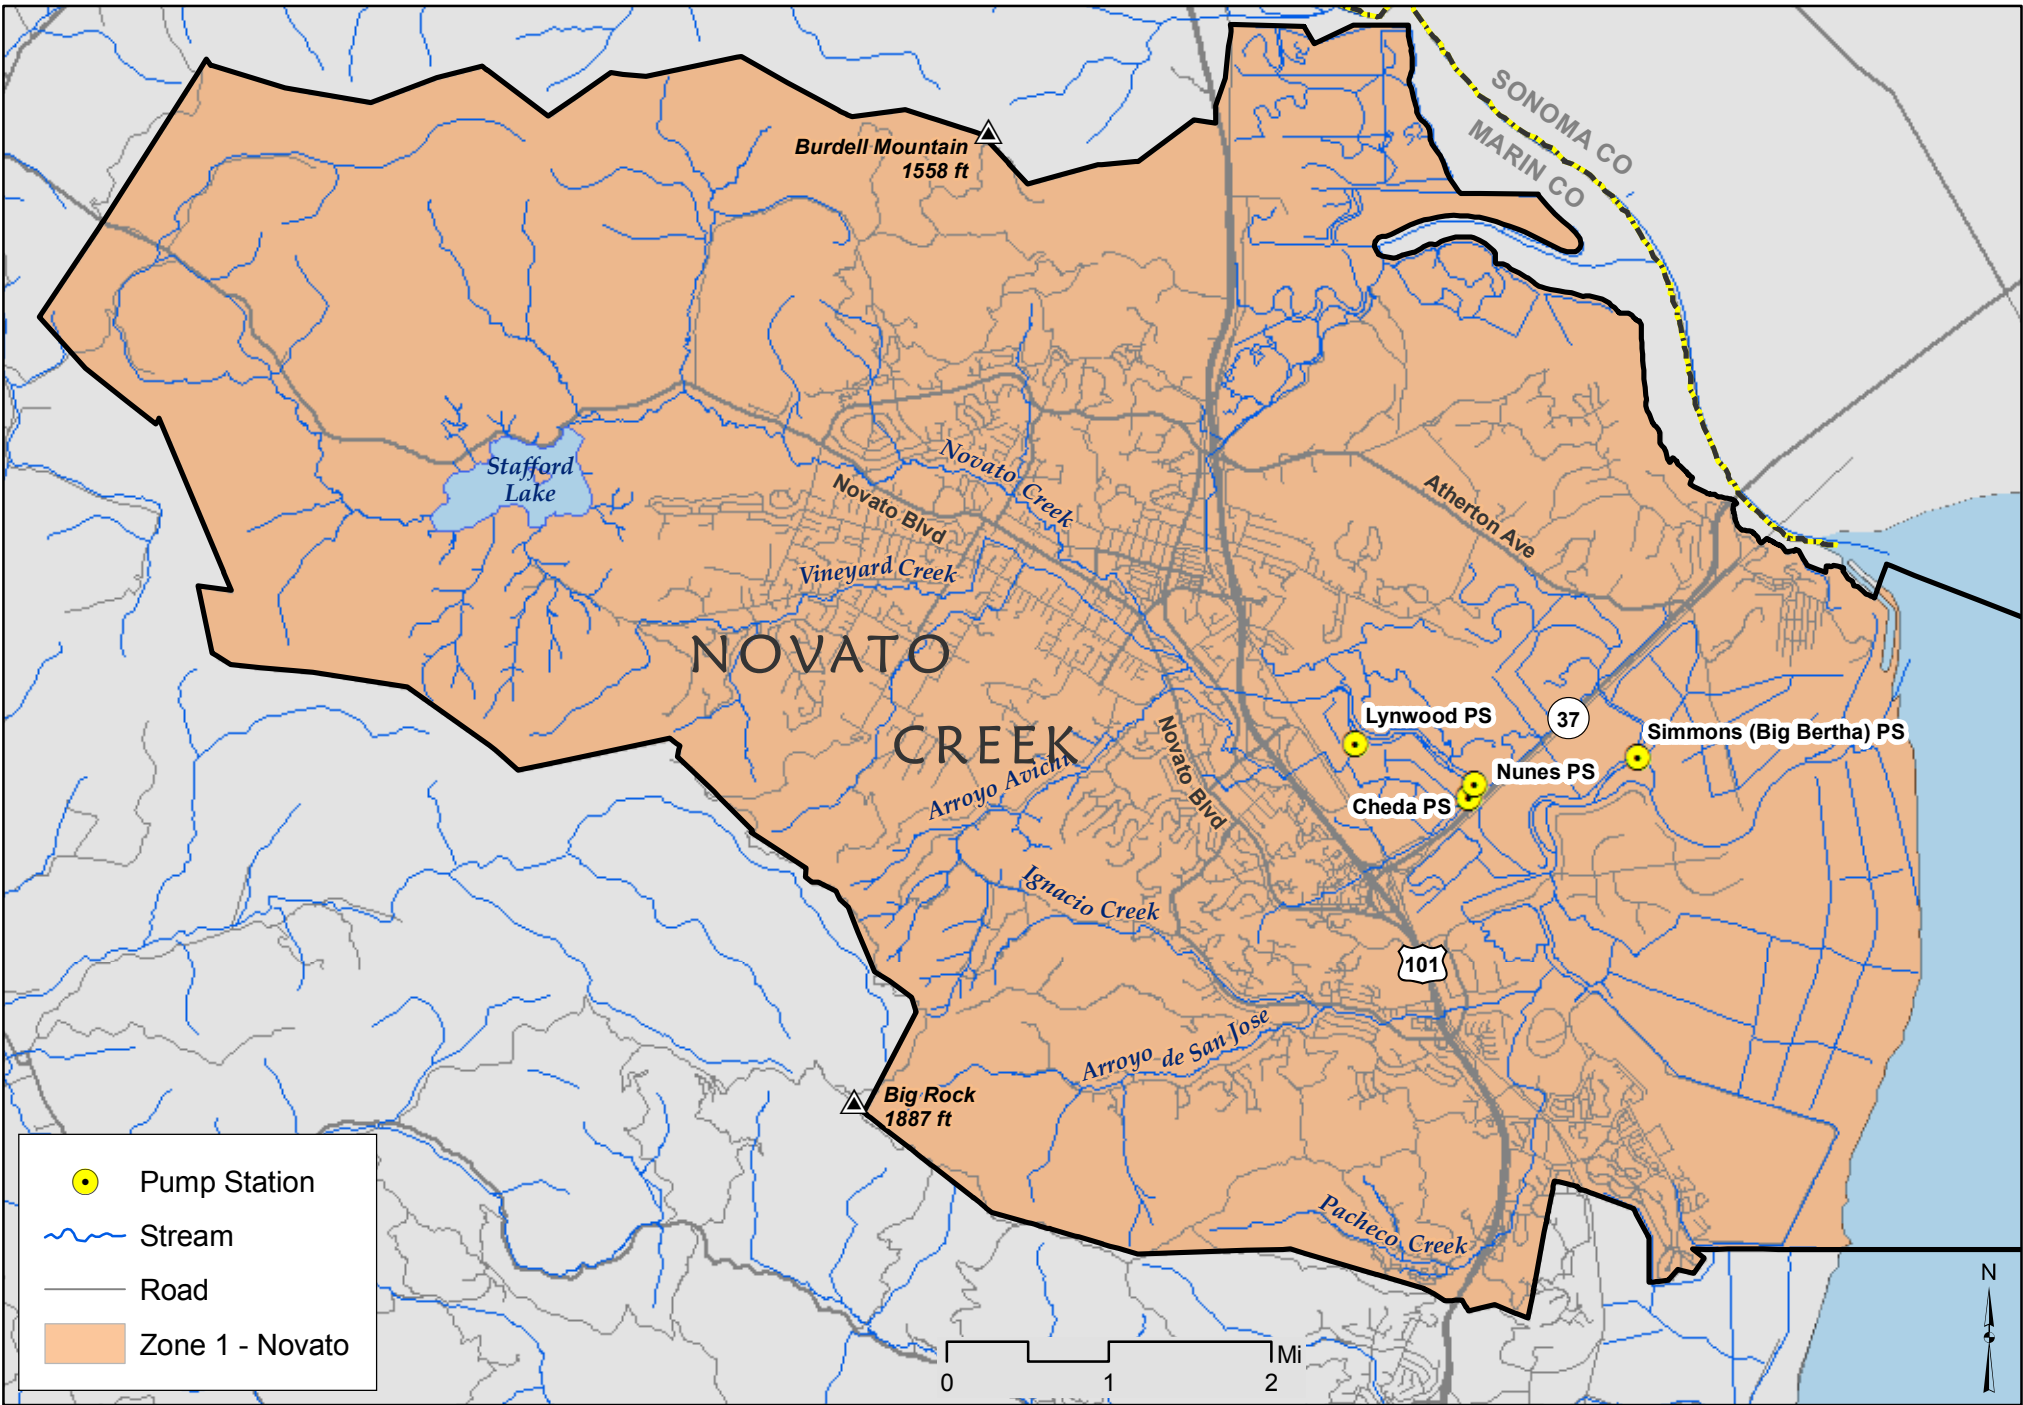 SONOMA CO
MARIN CO
Burdell Mountain
1558 ft
Stafford
Lake
Novato Creek
Novato Blvd
Atherton Ave
Vineyard Creek
NOVATO
CREEK
Lynwood PS
37
Simmons (Big Bertha) PS
Nunes PS
Cheda PS
Novato Blvd
Arroyo Avichi
Ignacio Creek
101
Arroyo de San Jose
Big Rock
1887 ft
Pacheco Creek
Pump Station
Stream
Road
Zone 1 - Novato
Mi
0 1 2
N